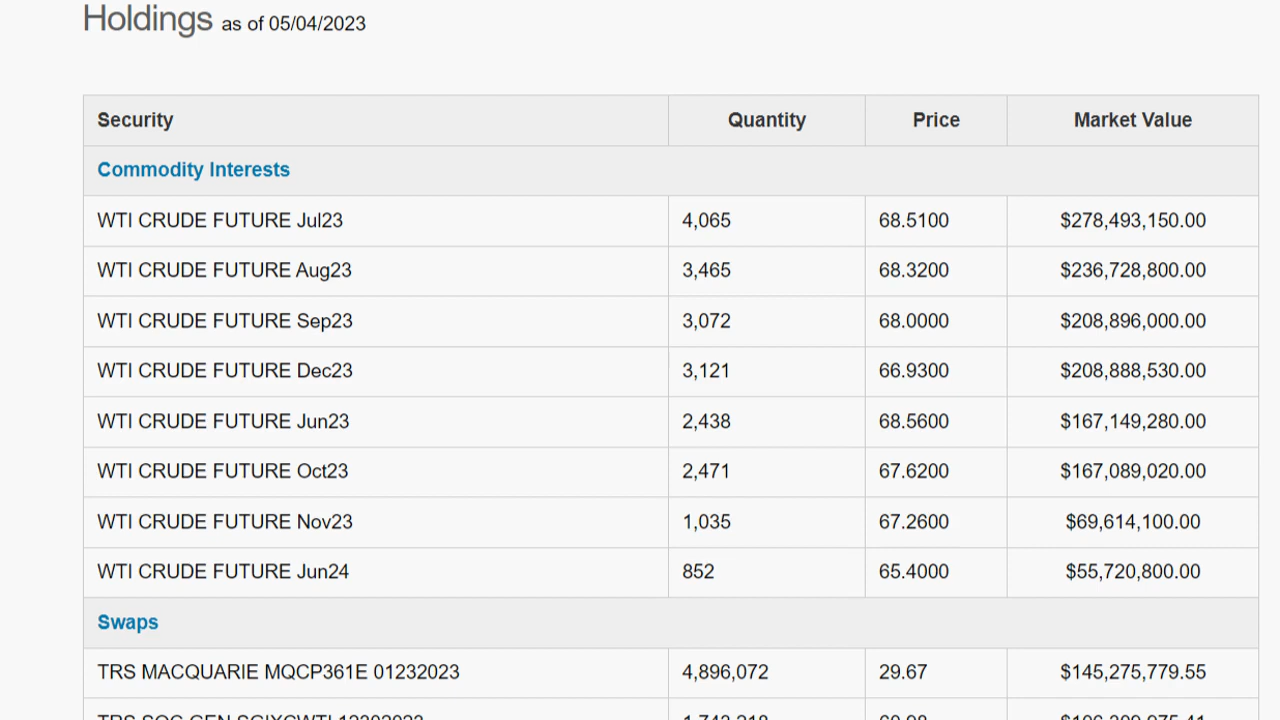 Holdings as of 05/04/2023
Security Quantity Price Market Value
Commodity Interests
WTI CRUDE FUTURE Jul23 4,065 68.5100 $278,493,150.00
WTI CRUDE FUTURE Aug23 3,465 68.3200 $236,728,800.00
WTI CRUDE FUTURE Sep23 3,072 68.0000 $208,896,000.00
WTI CRUDE FUTURE Dec23 3,121 66.9300 $208,888,530.00
WTI CRUDE FUTURE Jun23 2,438 68.5600 $167,149,280.00
WTI CRUDE FUTURE Oct23 2,471 67.6200 $167,089,020.00
WTI CRUDE FUTURE Nov23 1,035 67.2600 $69,614,100.00
WTI CRUDE FUTURE Jun24 852 65.4000 $55,720,800.00
Swaps
TRS MACQUARIE MQCP361E 01232023 4,896,072 29.67 $145,275,779.55
TRS SOC GEN